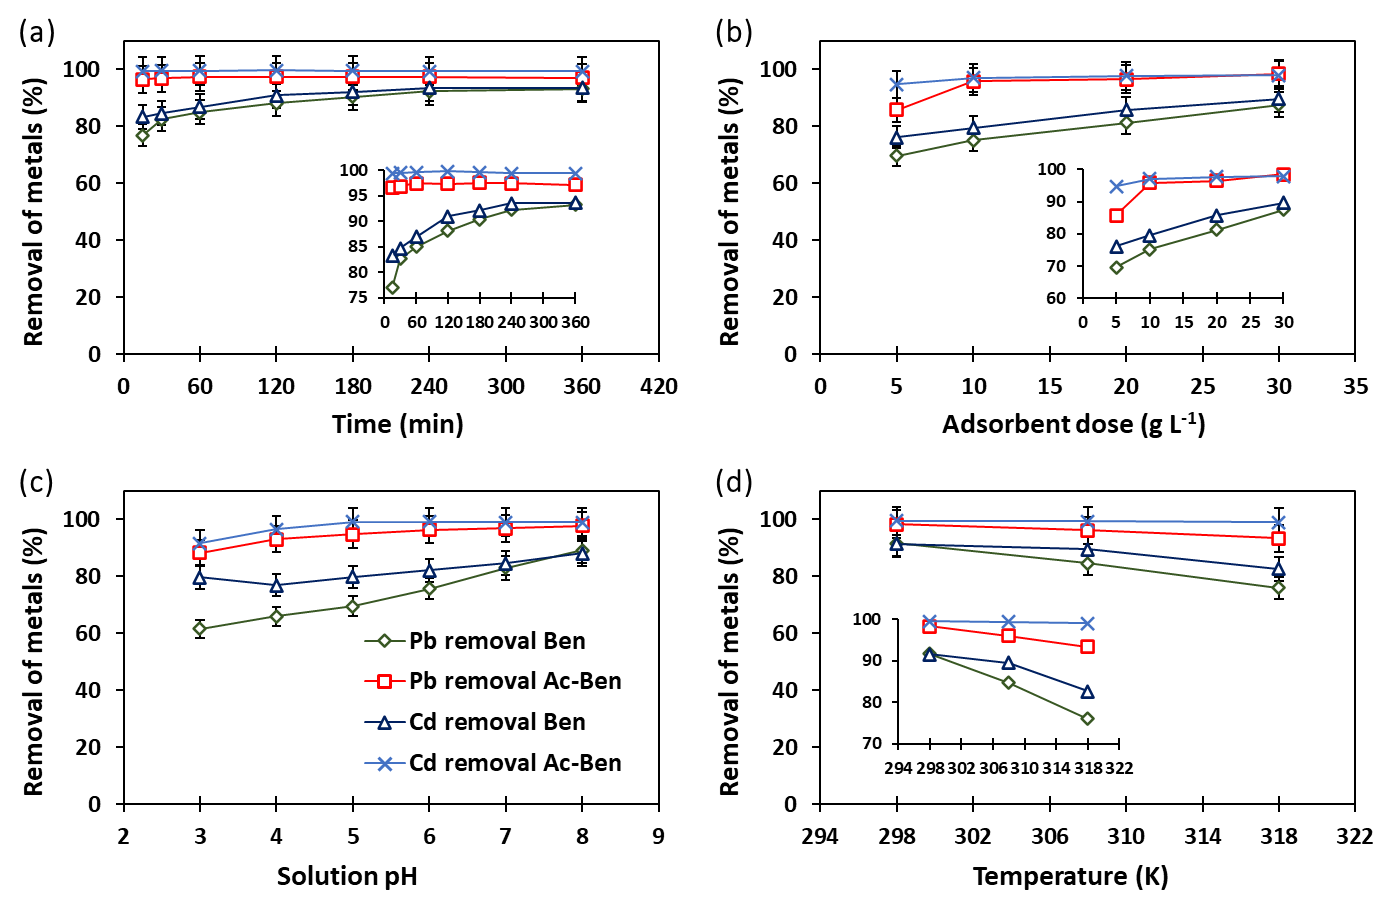 (a)
Removal of metals (%)
100
80
60
40
20
0
0 60 120 180 240 300 360 420
Time (min)
100
95
90
85
80
75
0 60 120 180 240 300 360
(b)
Removal of metals (%)
100
80
60
40
20
0
0 5 10 15 20 25 30 35
Adsorbent dose (g L-1)
100
90
80
70
60
0 5 10 15 20 25 30
(c)
Removal of metals (%)
100
80
60
40
20
0
2 3 4 5 6 7 8 9
Solution pH
Pb removal Ben
Pb removal Ac-Ben
Cd removal Ben
Cd removal Ac-Ben
(d)
Removal of metals (%)
100
80
60
40
20
0
294 298 302 306 310 314 318 322
Temperature (K)
100
90
80
70
294 298 302 306 310 314 318 322